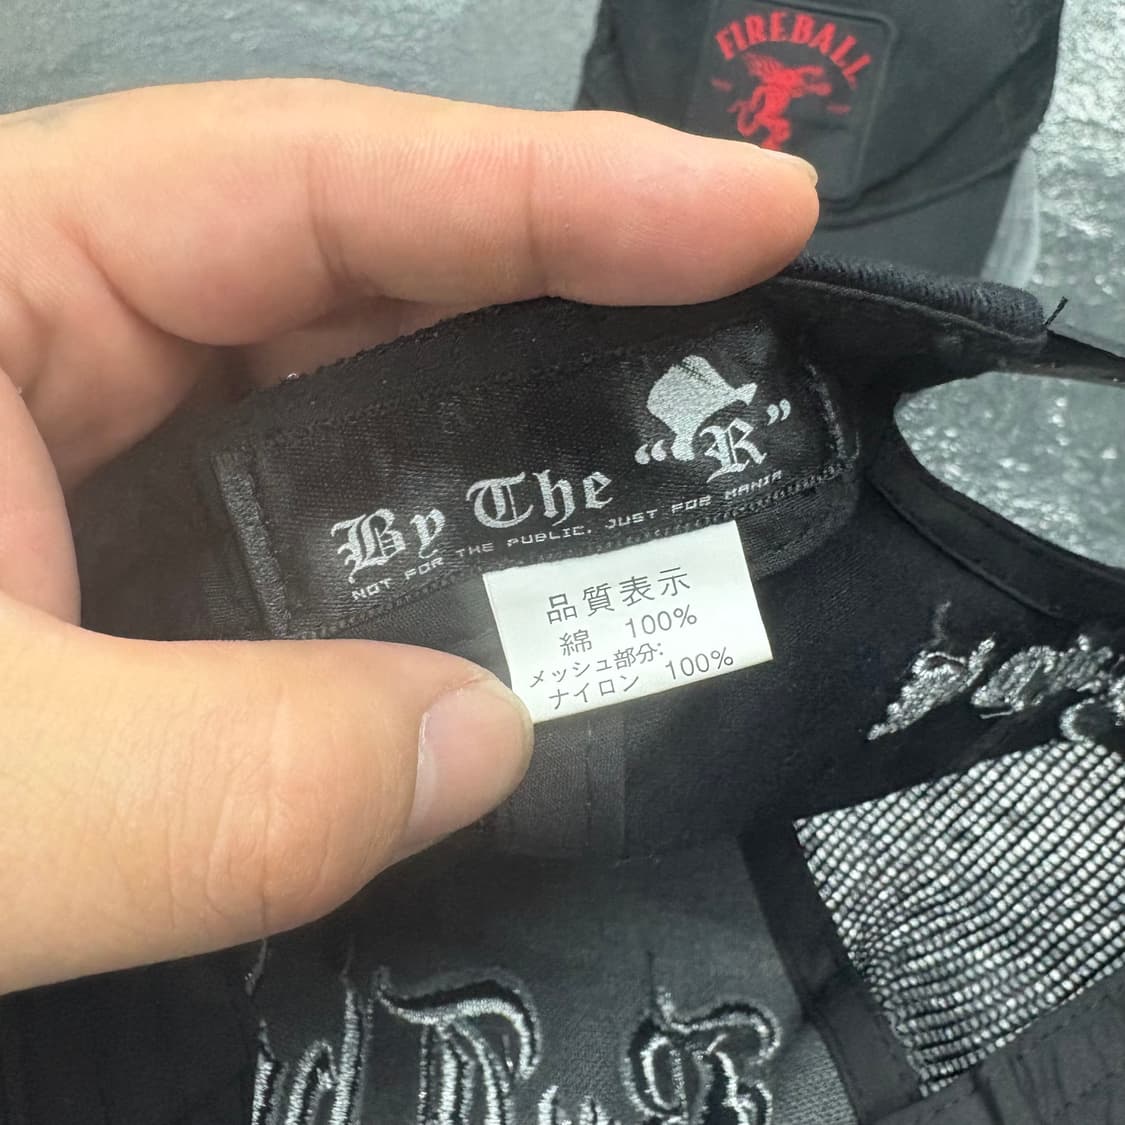 FIREBALL
By The “R”
NOT FOR THE PUBLIC, JUST FOR MANIA
品質表示
綿 100%
メッシュ部分:
ナイロン 100%